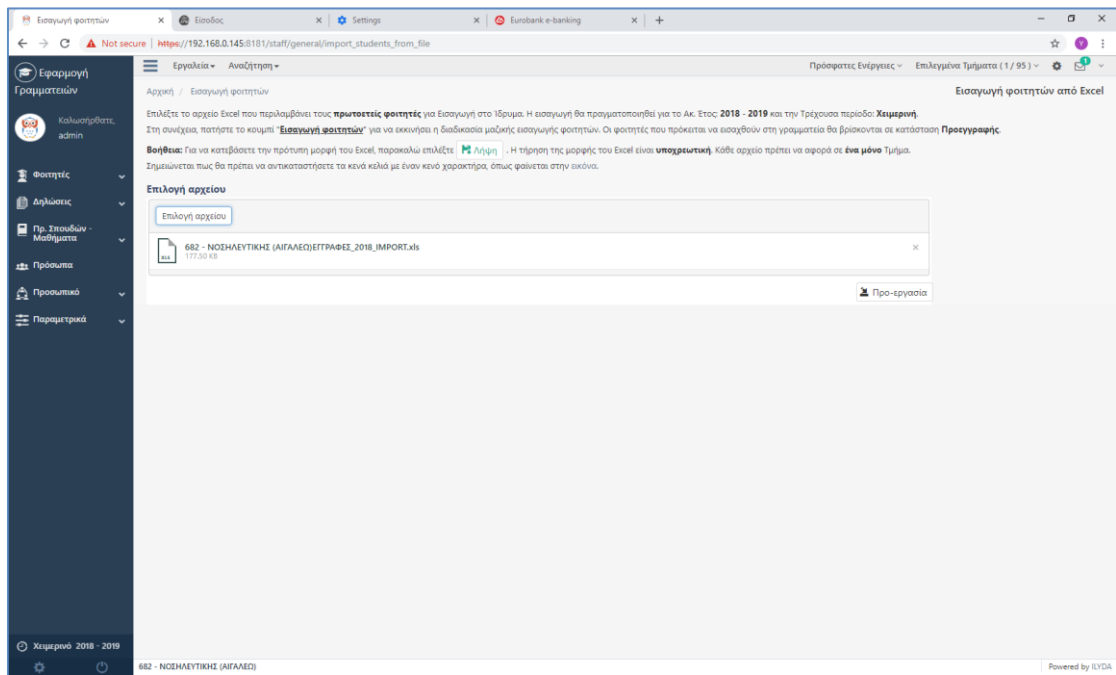 Εισαγωγή φοιτητών
Είσοδος
Settings
Eurobank e-banking
Not secure | https://192.168.0.145:8181/staff/general/import_students_from_file
Εφαρμογή Γραμματειών
Εργαλεία Αναζήτηση
Πρόσφατες Ενέργειες Επιλεγμένα Τμήματα ( 1 / 95 ) 1
Καλωσήρθατε,
admin
Αρχική / Εισαγωγή φοιτητών
Εισαγωγή φοιτητών από Excel
Επιλέξτε το αρχείο Excel που περιλαμβάνει τους πρωτοετείς φοιτητές για Εισαγωγή στο Ίδρυμα. Η εισαγωγή θα πραγματοποιηθεί για το Ακ. Έτος 2018 - 2019 και την Τρέχουσα περίοδο: Χειμερινή.
Στη συνέχεια, πατήστε το κουμπί "Εισαγωγή φοιτητών" για να εκκινήσει η διαδικασία μαζικής εισαγωγής φοιτητών. Οι φοιτητές που πρόκειται να εισαχθούν στη γραμματεία θα βρίσκονται σε κατάσταση Προεγγραφής.
Βοήθεια: Για να κατεβάσετε την πρότυπη μορφή του Excel, παρακαλώ επιλέξτε Λήψη . Η τήρηση της μορφής του Excel είναι υποχρεωτική. Κάθε αρχείο πρέπει να αφορά σε ένα μόνο Τμήμα.
Σημειώνεται πως θα πρέπει να αντικαταστήσετε τα κενά κελιά με έναν κενό χαρακτήρα, όπως φαίνεται στην εικόνα.
Φοιτητές
Δηλώσεις
Πρ. Σπουδών -
Μαθήματα
Πρόσωπα
Προσωπικό
Παραμετρικά
Επιλογή αρχείου
Επιλογή αρχείου
XLS
682 - ΝΟΣΗΛΕΥΤΙΚΗΣ (ΑΙΓΑΛΕΩ)ΕΓΓΡΑΦΕΣ_2018_IMPORT.xls
177.50 KB
Προ-εργασία
Χειμερινό 2018 - 2019
682 - ΝΟΣΗΛΕΥΤΙΚΗΣ (ΑΙΓΑΛΕΩ)
Powered by ILYDA